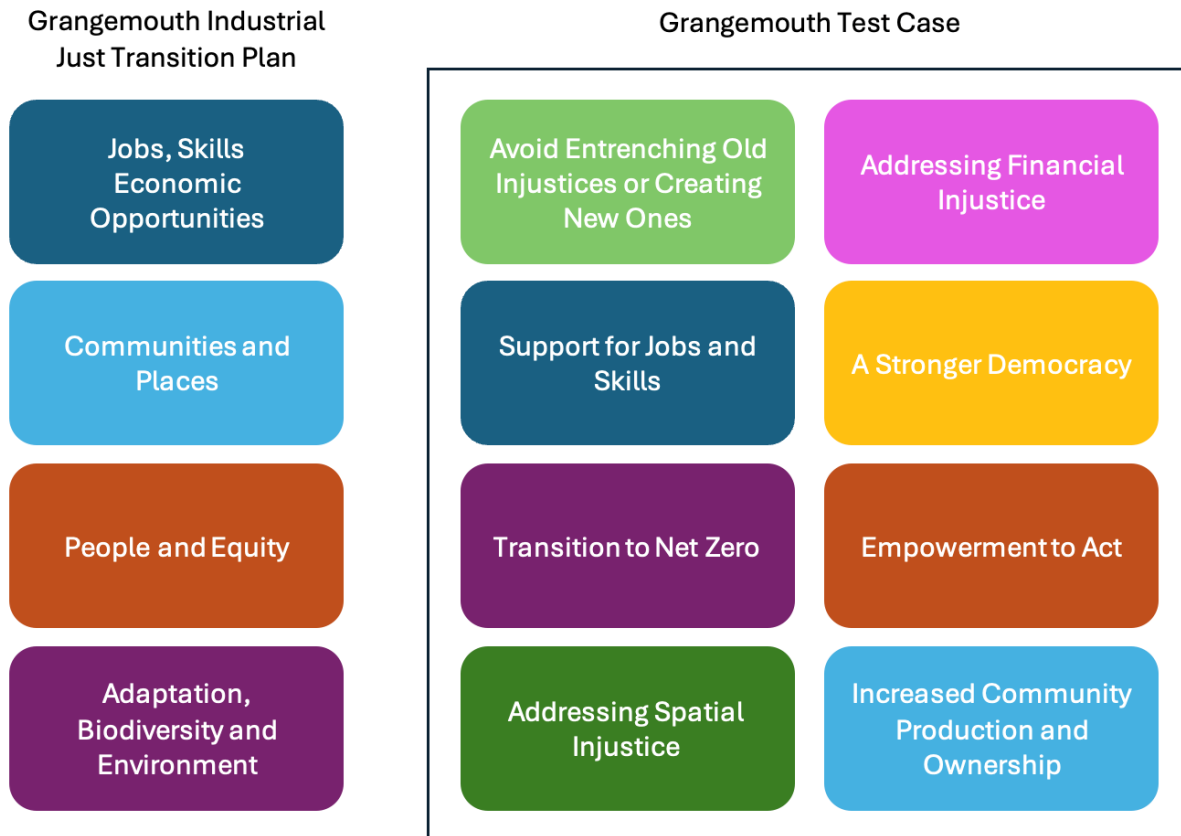 Grangemouth Industrial
Just Transition Plan
Jobs, Skills
Economic
Opportunities
Communities and
Places
People and Equity
Adaptation,
Biodiversity and
Environment
Grangemouth Test Case
Avoid Entrenching Old
Injustices or Creating
New Ones
Addressing Financial
Injustice
Support for Jobs and
Skills
A Stronger Democracy
Transition to Net Zero
Empowerment to Act
Addressing Spatial
Injustice
Increased Community
Production and
Ownership